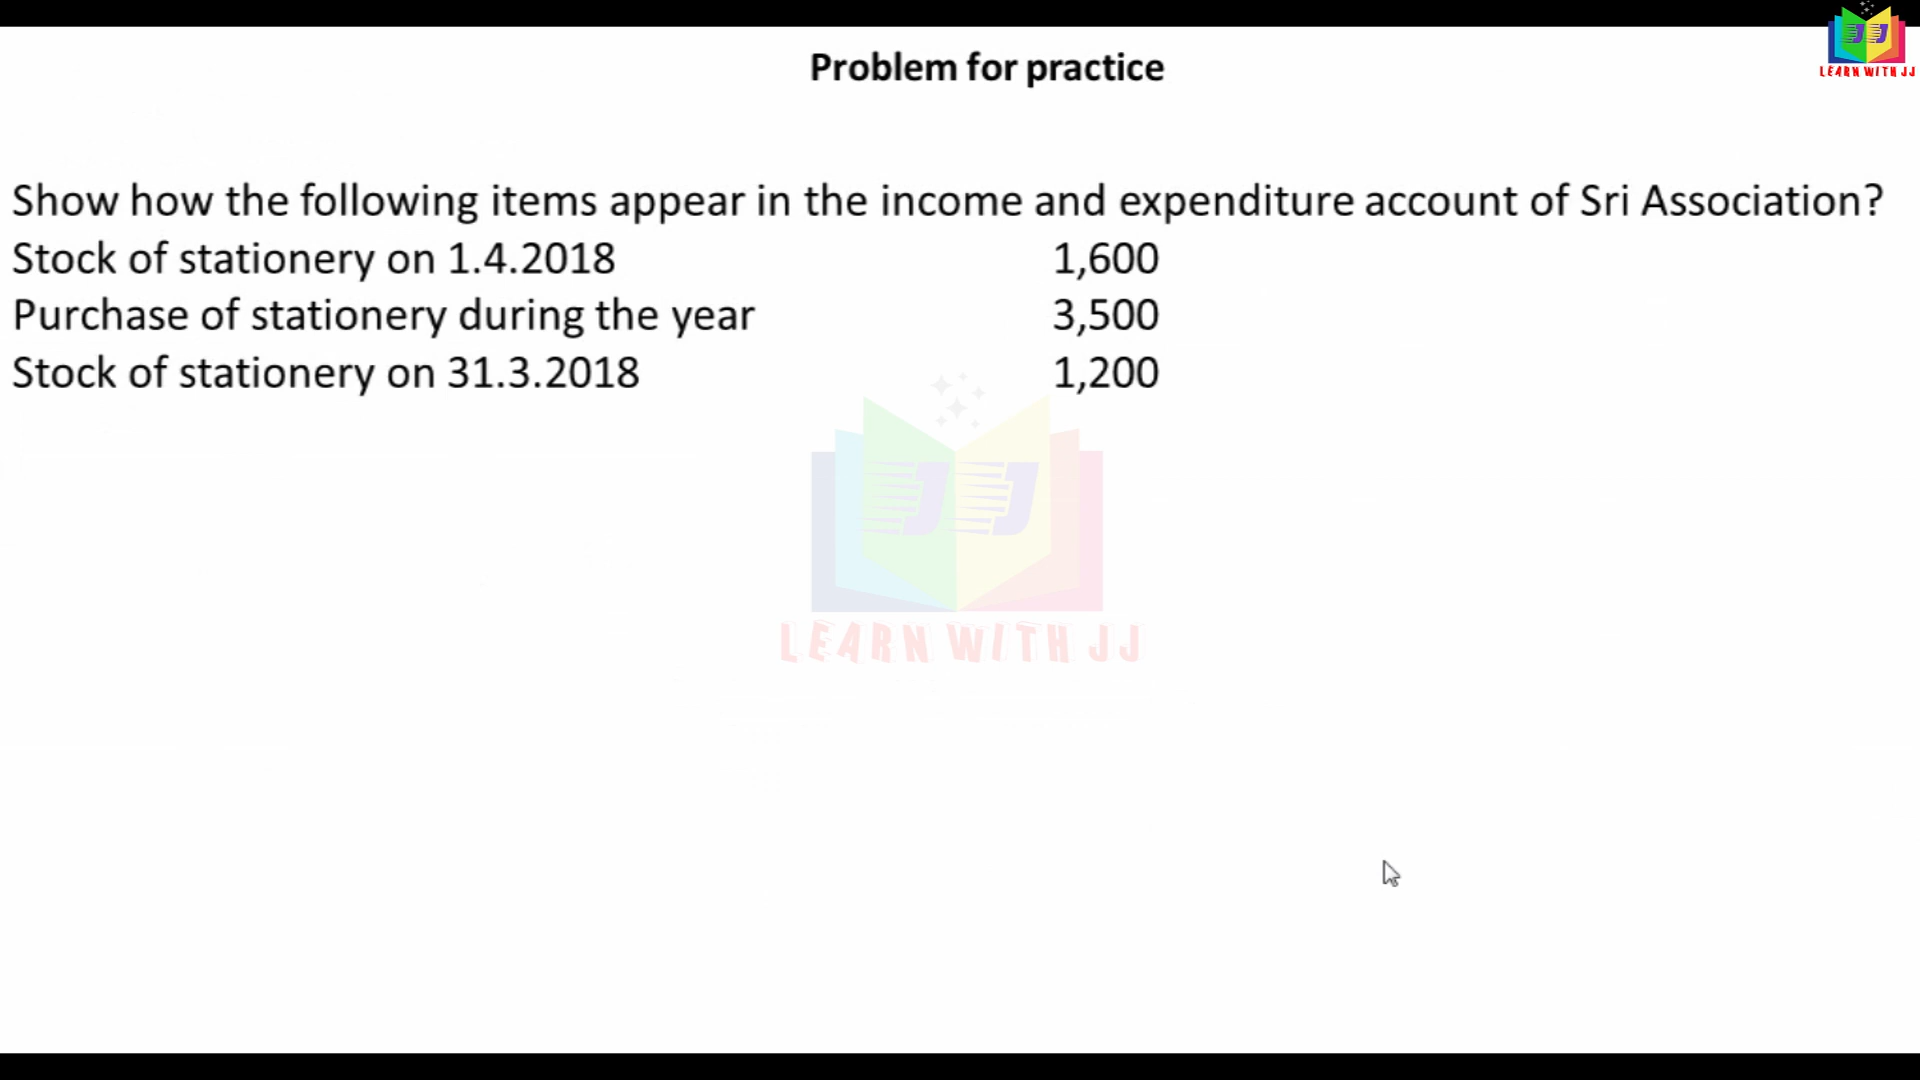 LEARN WITH JJ
Problem for practice
Show how the following items appear in the income and expenditure account of Sri Association?
Stock of stationery on 1.4.2018 1,600
Purchase of stationery during the year 3,500
Stock of stationery on 31.3.2018 1,200
JJ
LEARN WITH JJ